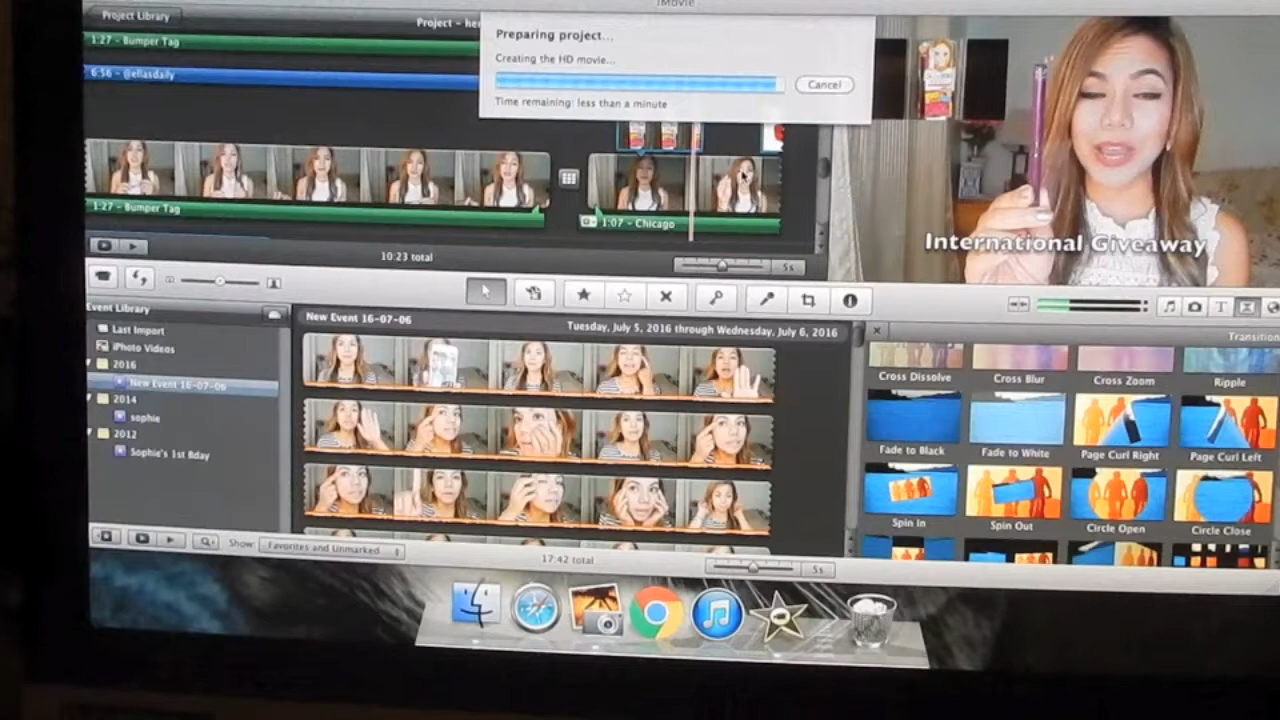 iMovie
Project Library
Project - he
1:27 - Bumper Tag
6:56 - @ellasdaily
Preparing project...
Creating the HD movie...
Cancel
Time remaining: less than a minute
1:27 - Bumper Tag
1:07 - Chicago
International Giveaway
10:23 total
5s
Event Library
Last Import
iPhoto Videos
2016
New Event 16-07-06
2014
sophie
2012
Sophie's 1st Bday
New Event 16-07-06
Tuesday, July 5, 2016 through Wednesday, July 6, 2016
Transition
Cross Dissolve
Cross Blur
Cross Zoom
Ripple
Fade to Black
Fade to White
Page Curl Right
Page Curl Left
Spin In
Spin Out
Circle Open
Circle Close
Show:
Favorites and Unmarked
17:42 total
5s